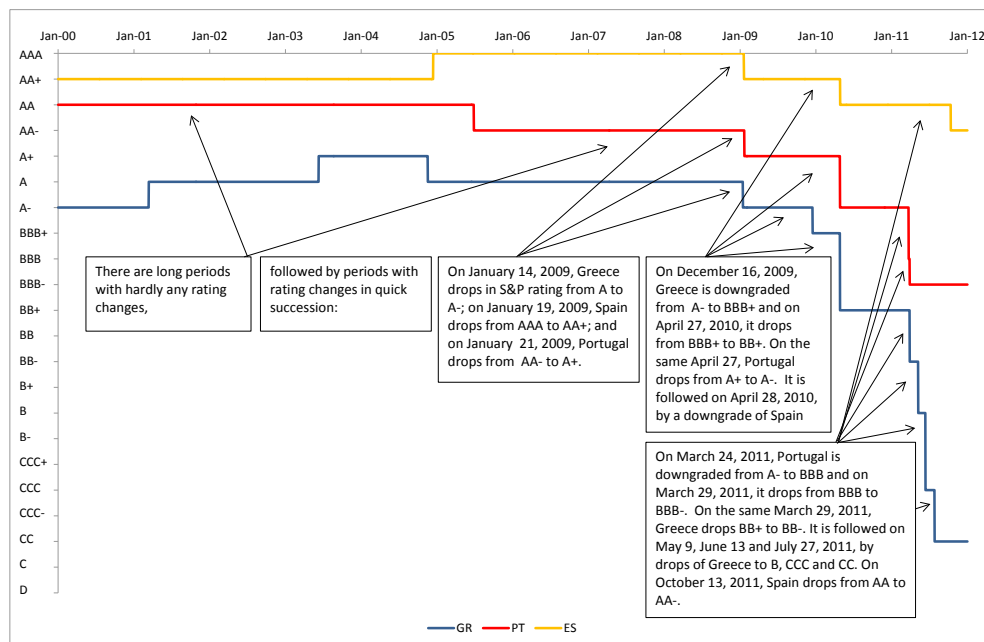 Jan-00 Jan-01 Jan-02 Jan-03 Jan-04 Jan-05 Jan-06 Jan-07 Jan-08 Jan-09 Jan-10 Jan-11 Jan-12
AAA
AA+
AA
AA-
A+
A
A-
BBB+
BBB
BBB-
BB+
BB
BB-
B+
B
B-
CCC+
CCC
CCC-
CC
C
D
There are long periods
with hardly any rating
changes,
followed by periods with
rating changes in quick
succession:
On January 14, 2009, Greece
drops in S&P rating from A to
A-; on January 19, 2009, Spain
drops from AAA to AA+; and
on January 21, 2009, Portugal
drops from AA- to A+.
On December 16, 2009,
Greece is downgraded
from A- to BBB+ and on
April 27, 2010, it drops
from BBB+ to BB+. On the
same April 27, Portugal
drops from A+ to A-. It is
followed on April 28, 2010,
by a downgrade of Spain
On March 24, 2011, Portugal is
downgraded from A- to BBB and on
March 29, 2011, it drops from BBB to
BBB-. On the same March 29, 2011,
Greece drops BB+ to BB-. It is followed on
May 9, June 13 and July 27, 2011, by
drops of Greece to B, CCC and CC. On
October 13, 2011, Spain drops from AA to
AA-.
GR PT ES